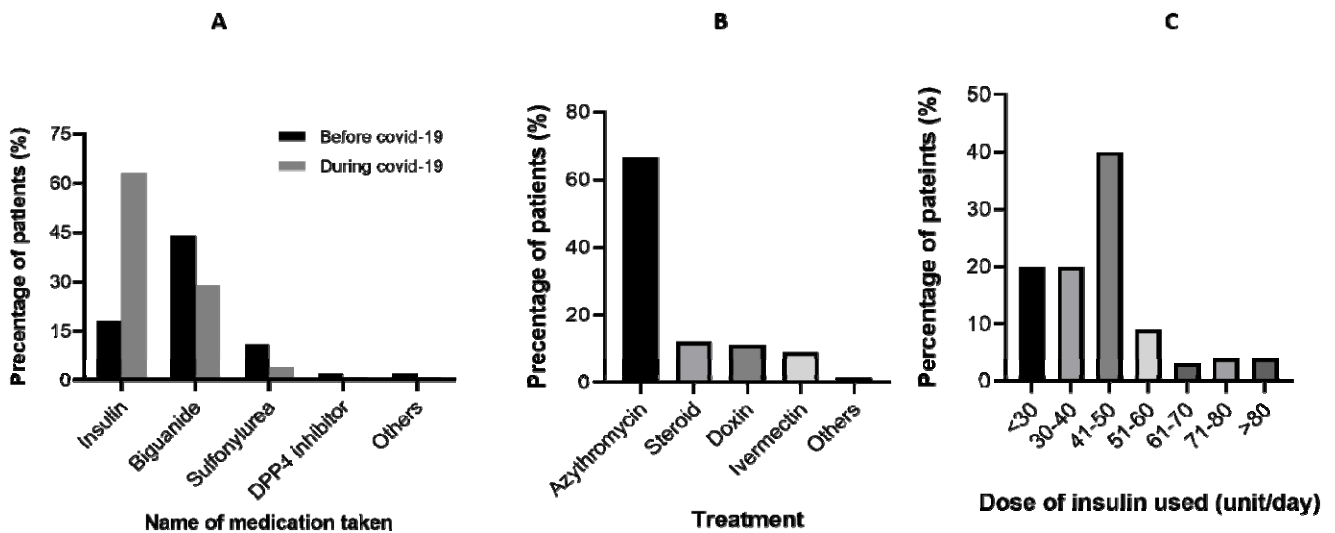 A
B
C
Precentage of patients (%)
75
60
45
30
15
0
Before covid-19
During covid-19
Insulin
Biguanide
Sulfonylurea
DPP4 inhibitor
Others
Name of medication taken
Precentage of patients (%)
80
60
40
20
0
Azythromycin
Steroid
Doxin
Ivermectin
Others
Treatment
Percentage of pateints (%)
50
40
30
20
10
0
<30
30-40
41-50
51-60
61-70
71-80
>80
Dose of insulin used (unit/day)